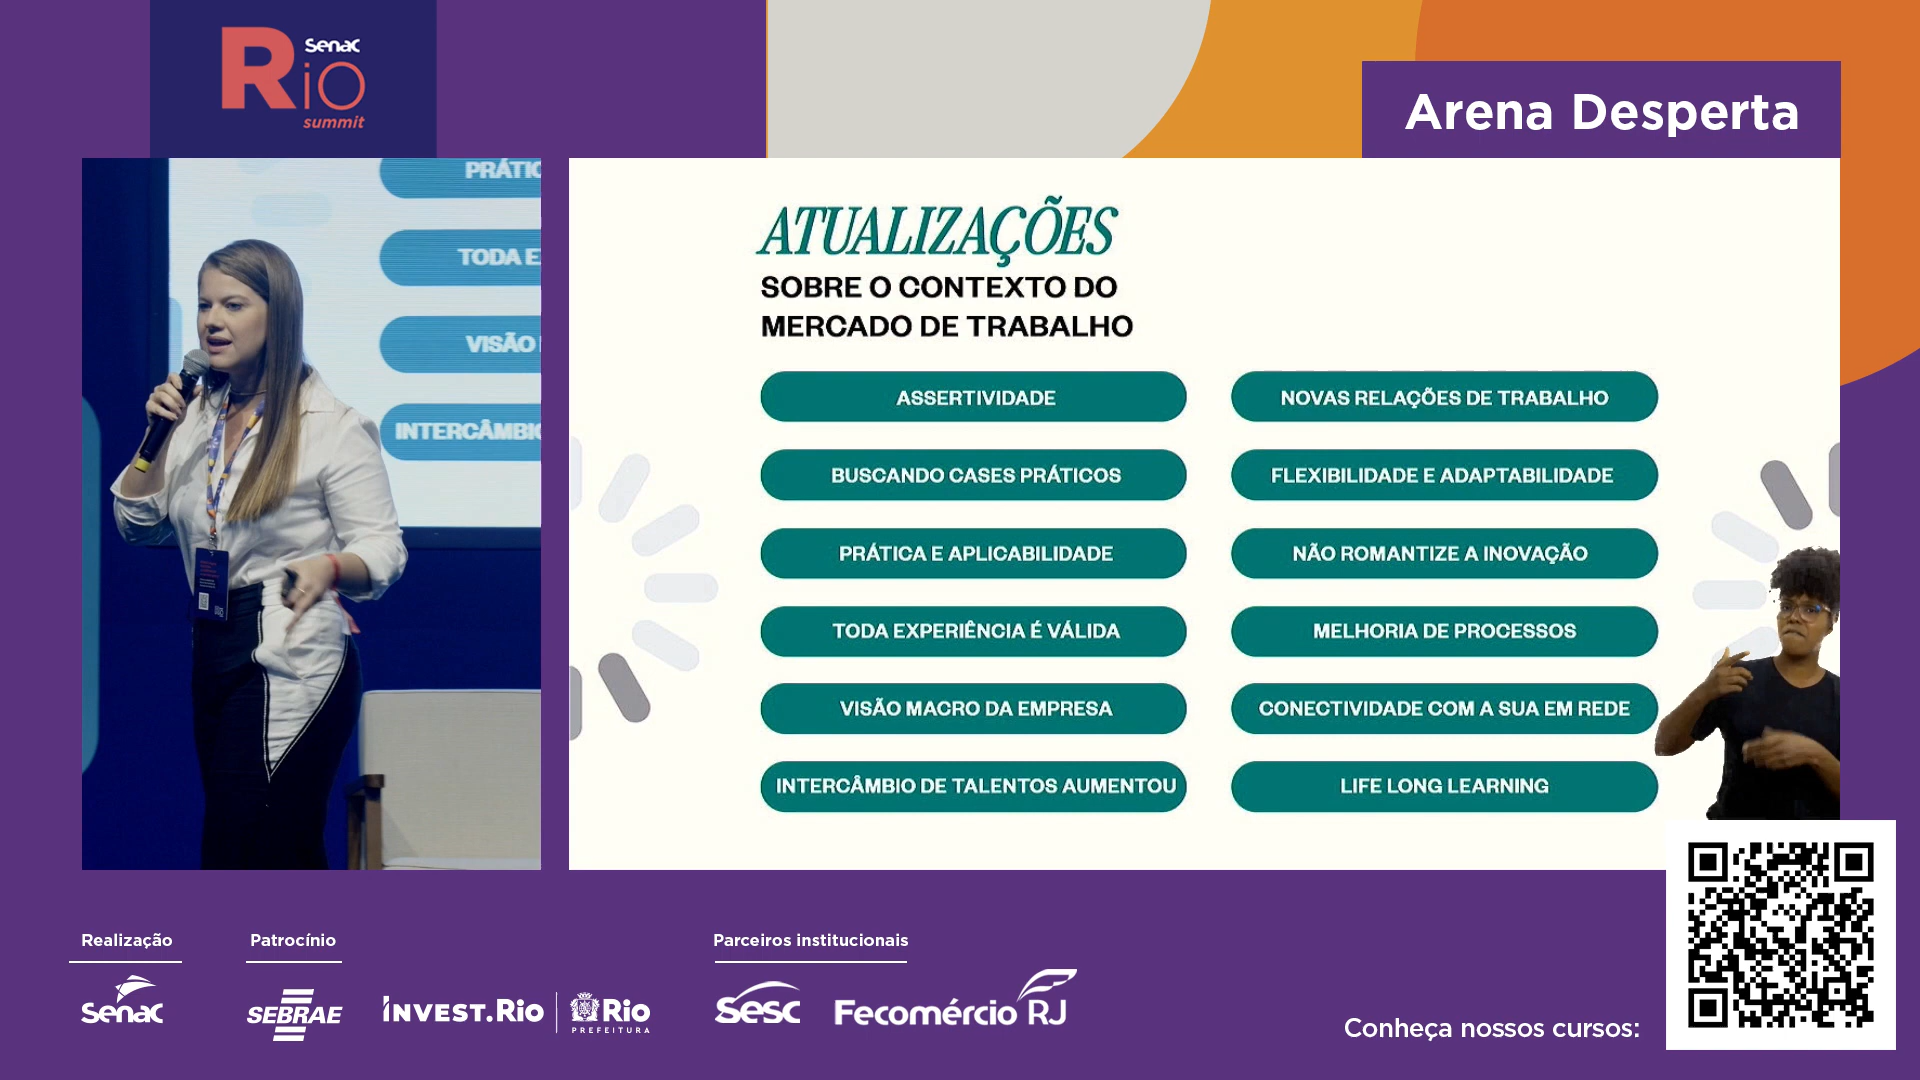 Senac
Rio
summit
Arena Desperta
PRÁTIC
TODA E
VISÃO
INTERCÂMBIO
ATUALIZAÇÕES
SOBRE O CONTEXTO DO
MERCADO DE TRABALHO
ASSERTIVIDADE
NOVAS RELAÇÕES DE TRABALHO
BUSCANDO CASES PRÁTICOS
FLEXIBILIDADE E ADAPTABILIDADE
PRÁTICA E APLICABILIDADE
NÃO ROMANTIZE A INOVAÇÃO
TODA EXPERIÊNCIA É VÁLIDA
MELHORIA DE PROCESSOS
VISÃO MACRO DA EMPRESA
CONECTIVIDADE COM A SUA EM REDE
INTERCÂMBIO DE TALENTOS AUMENTOU
LIFE LONG LEARNING
Realização
Patrocínio
Parceiros institucionais
Senac
SEBRAE
INVEST.Rio
Rio
PREFEITURA
Sesc
Fecomércio RJ
Conheça nossos cursos: